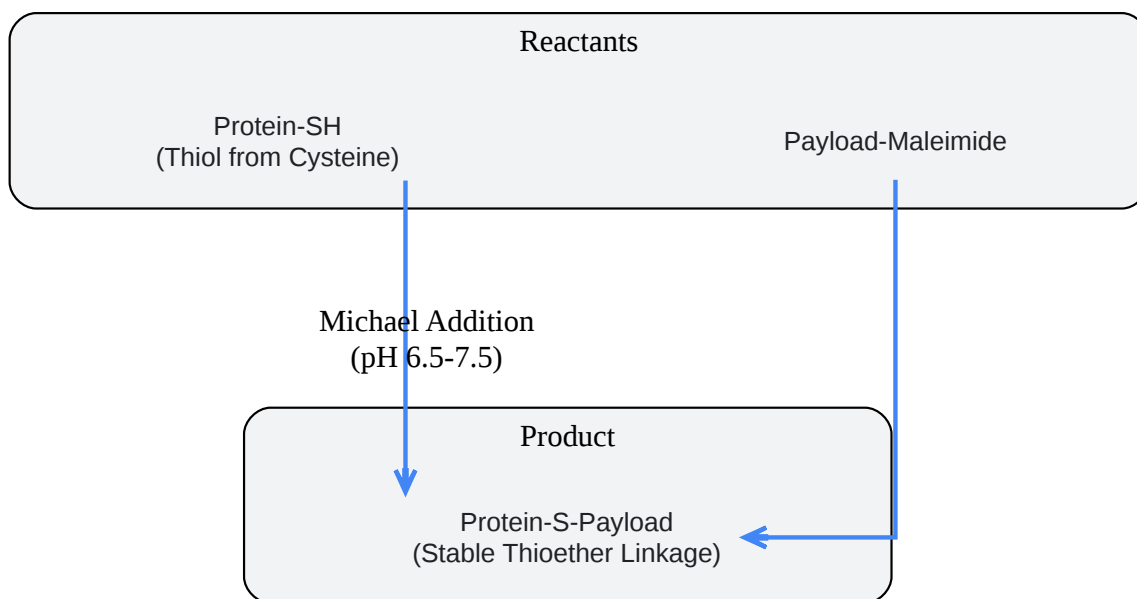 Reactants
Protein-SH
(Thiol from Cysteine)
Payload-Maleimide
Michael Addition
(pH 6.5-7.5)
Product
Protein-S-Payload
(Stable Thioether Linkage)